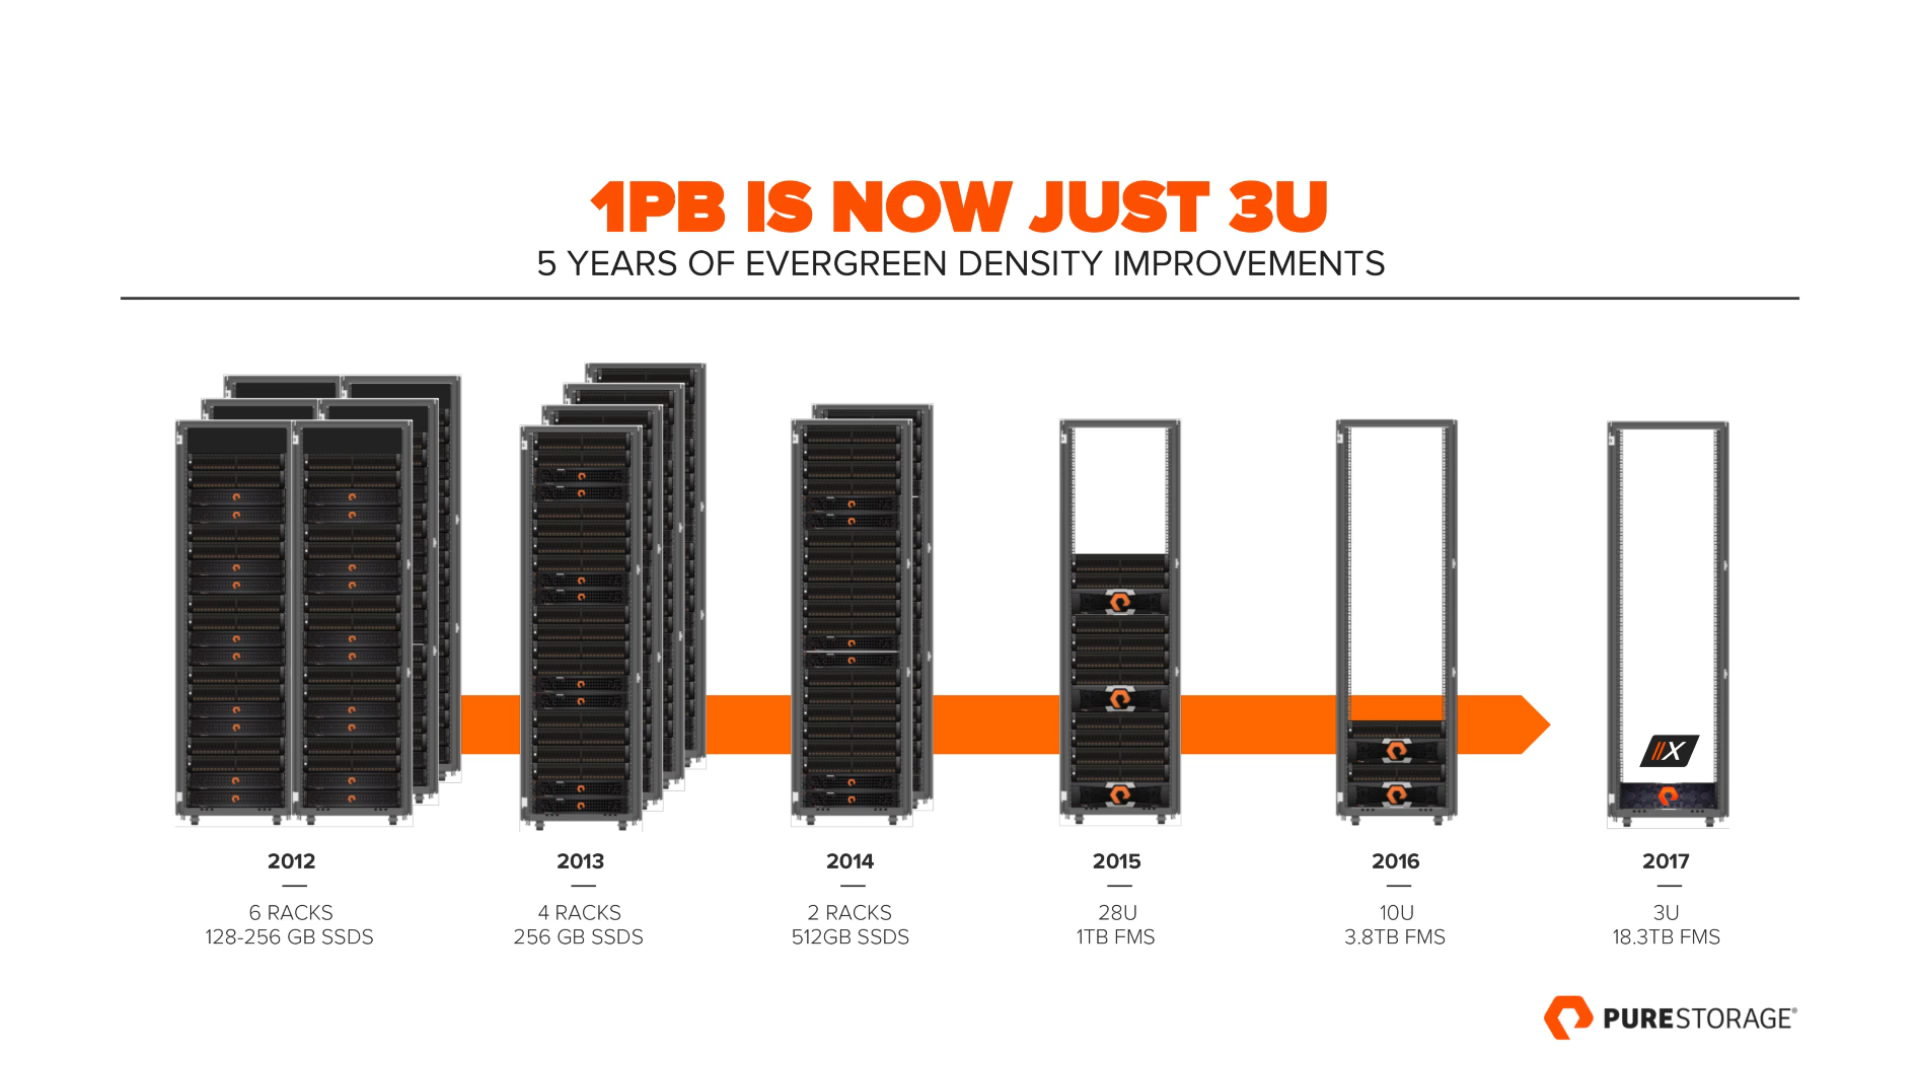 1PB IS NOW JUST 3U
5 YEARS OF EVERGREEN DENSITY IMPROVEMENTS
//X
2012
6 RACKS
128-256 GB SSDS
2013
4 RACKS
256 GB SSDS
2014
2 RACKS
512GB SSDS
2015
28U
1TB FMS
2016
10U
3.8TB FMS
2017
3U
18.3TB FMS
PURESTORAGE®